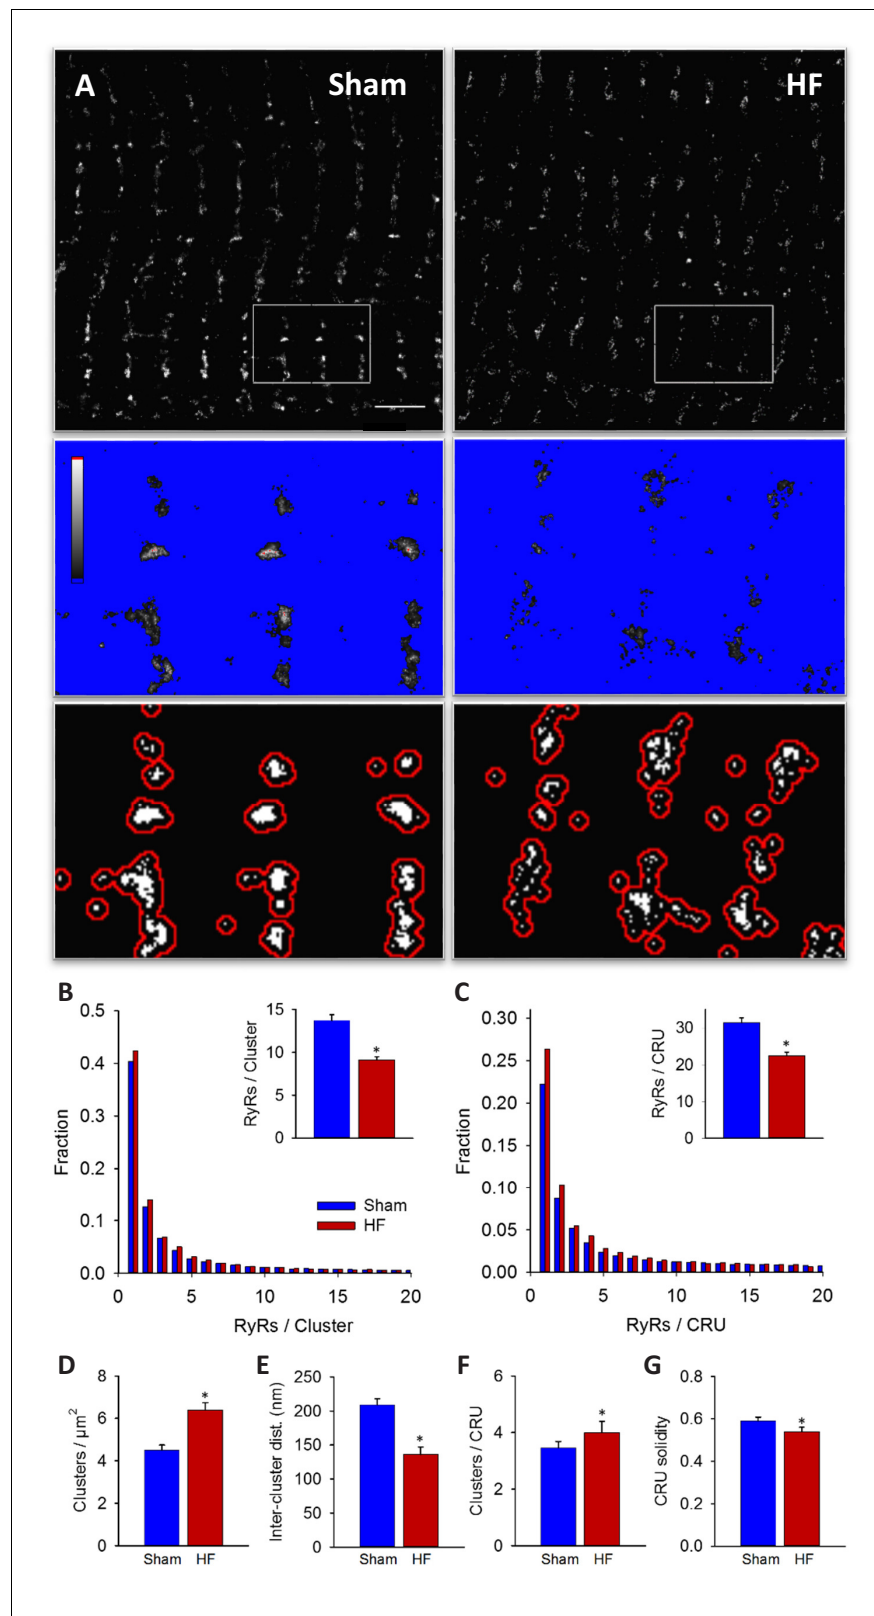 A
Sham
HF
B
C
0.5
0.4
0.3
0.2
0.1
0.0
Fraction
15
10
5
0
RyRs / Cluster
*
Sham
HF
0
5
10
15
20
RyRs / Cluster
0.30
0.25
0.20
0.15
0.10
0.05
0.00
Fraction
30
20
10
0
RyRs / CRU
*
0
5
10
15
20
RyRs / CRU
D
8
6
4
2
0
Clusters / µm²
*
Sham HF
E
250
200
150
100
50
0
Inter-cluster dist. (nm)
*
Sham HF
F
6
4
2
0
Clusters / CRU
*
Sham HF
G
0.8
0.6
0.4
0.2
0.0
CRU solidity
*
Sham HF